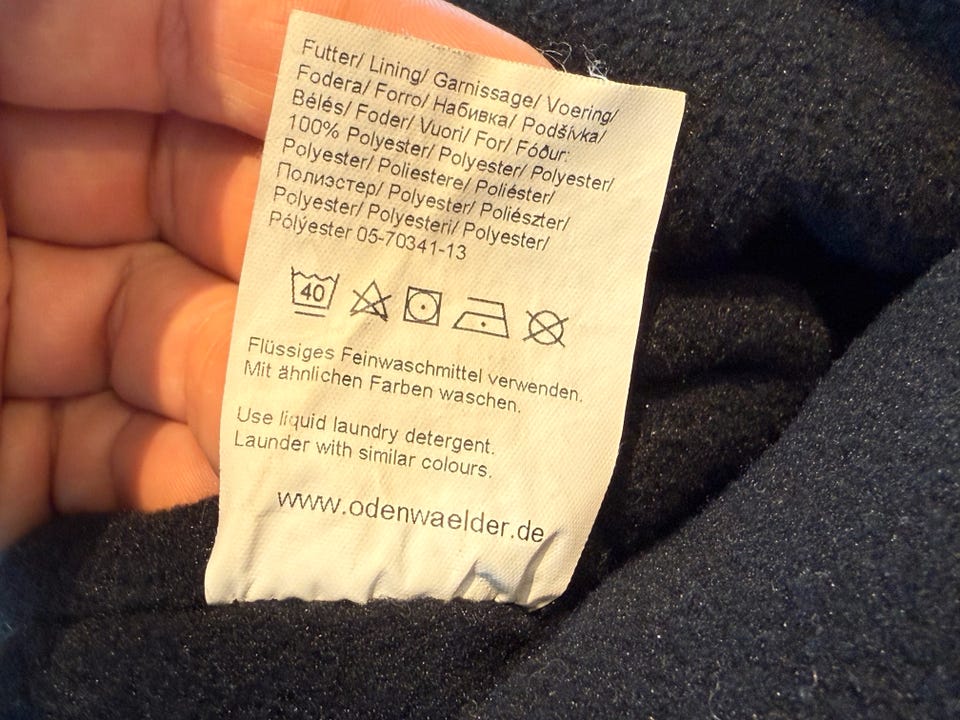 Futter/ Lining/ Garnissage/ Voering/
Fodera/ Forro/ Набивка/ Podšívka/
Bélés/ Foder/ Vuori/ For/ Fóður:
100% Polyester/ Polyester/ Polyester/
Polyester/ Poliestere/ Poliéster/
Полиэстер/ Polyester/ Poliészter/
Polyester/ Polyesteri/ Polyester/
Pólýester 05-70341-13
40
Flüssiges Feinwaschmittel verwenden.
Mit ähnlichen Farben waschen.
Use liquid laundry detergent.
Launder with similar colours.
www.odenwaelder.de